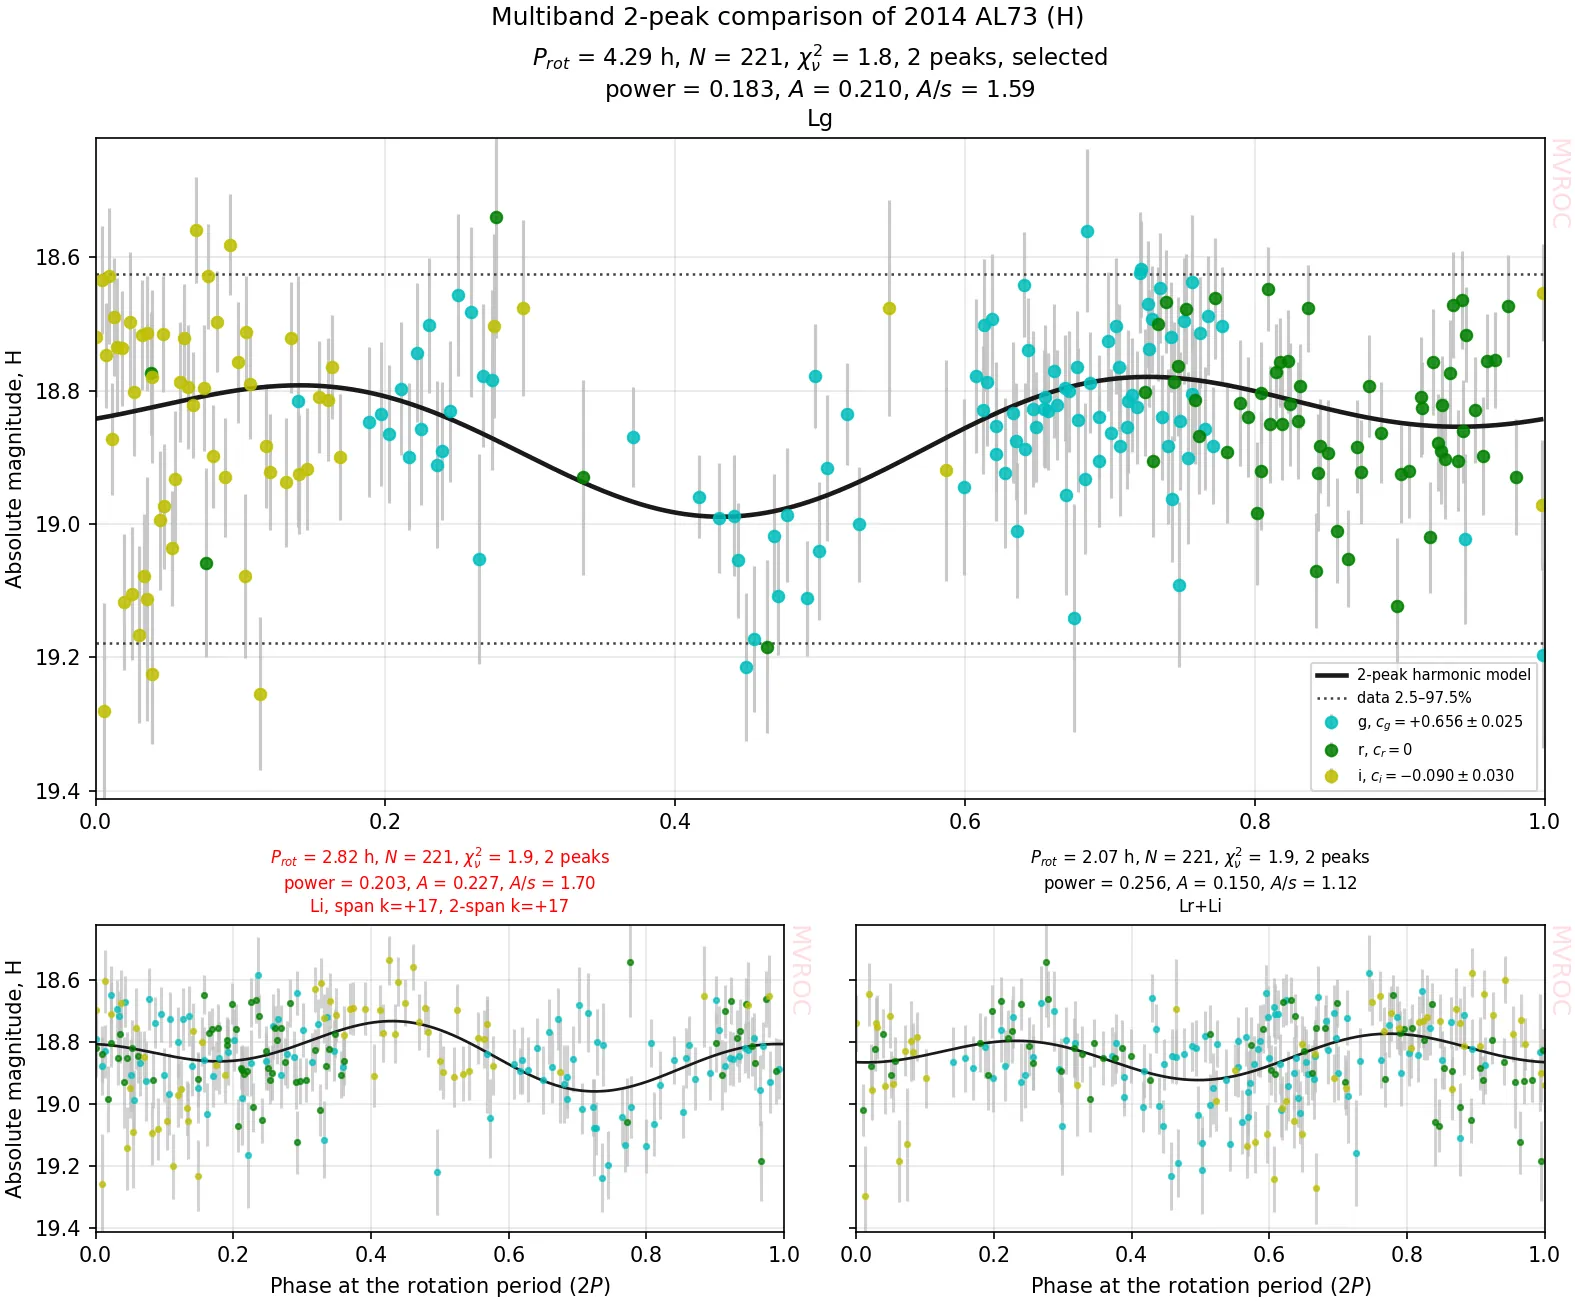 Multiband 2-peak comparison of 2014 AL73 (H)
P_rot = 4.29 h, N = 221, χ²_ν = 1.8, 2 peaks, selected
power = 0.183, A = 0.210, A/s = 1.59
Lg
MVROC
Absolute magnitude, H
18.6
18.8
19.0
19.2
19.4
2-peak harmonic model
data 2.5–97.5%
g, c_g = +0.656 ± 0.025
r, c_r = 0
i, c_i = −0.090 ± 0.030
0.0 0.2 0.4 0.6 0.8 1.0
P_rot = 2.82 h, N = 221, χ²_ν = 1.9, 2 peaks
power = 0.203, A = 0.227, A/s = 1.70
Li, span k=+17, 2-span k=+17
MVROC
Absolute magnitude, H
18.6
18.8
19.0
19.2
19.4
0.0 0.2 0.4 0.6 0.8 1.0
Phase at the rotation period (2P)
P_rot = 2.07 h, N = 221, χ²_ν = 1.9, 2 peaks
power = 0.256, A = 0.150, A/s = 1.12
Lr+Li
MVROC
0.0 0.2 0.4 0.6 0.8 1.0
Phase at the rotation period (2P)